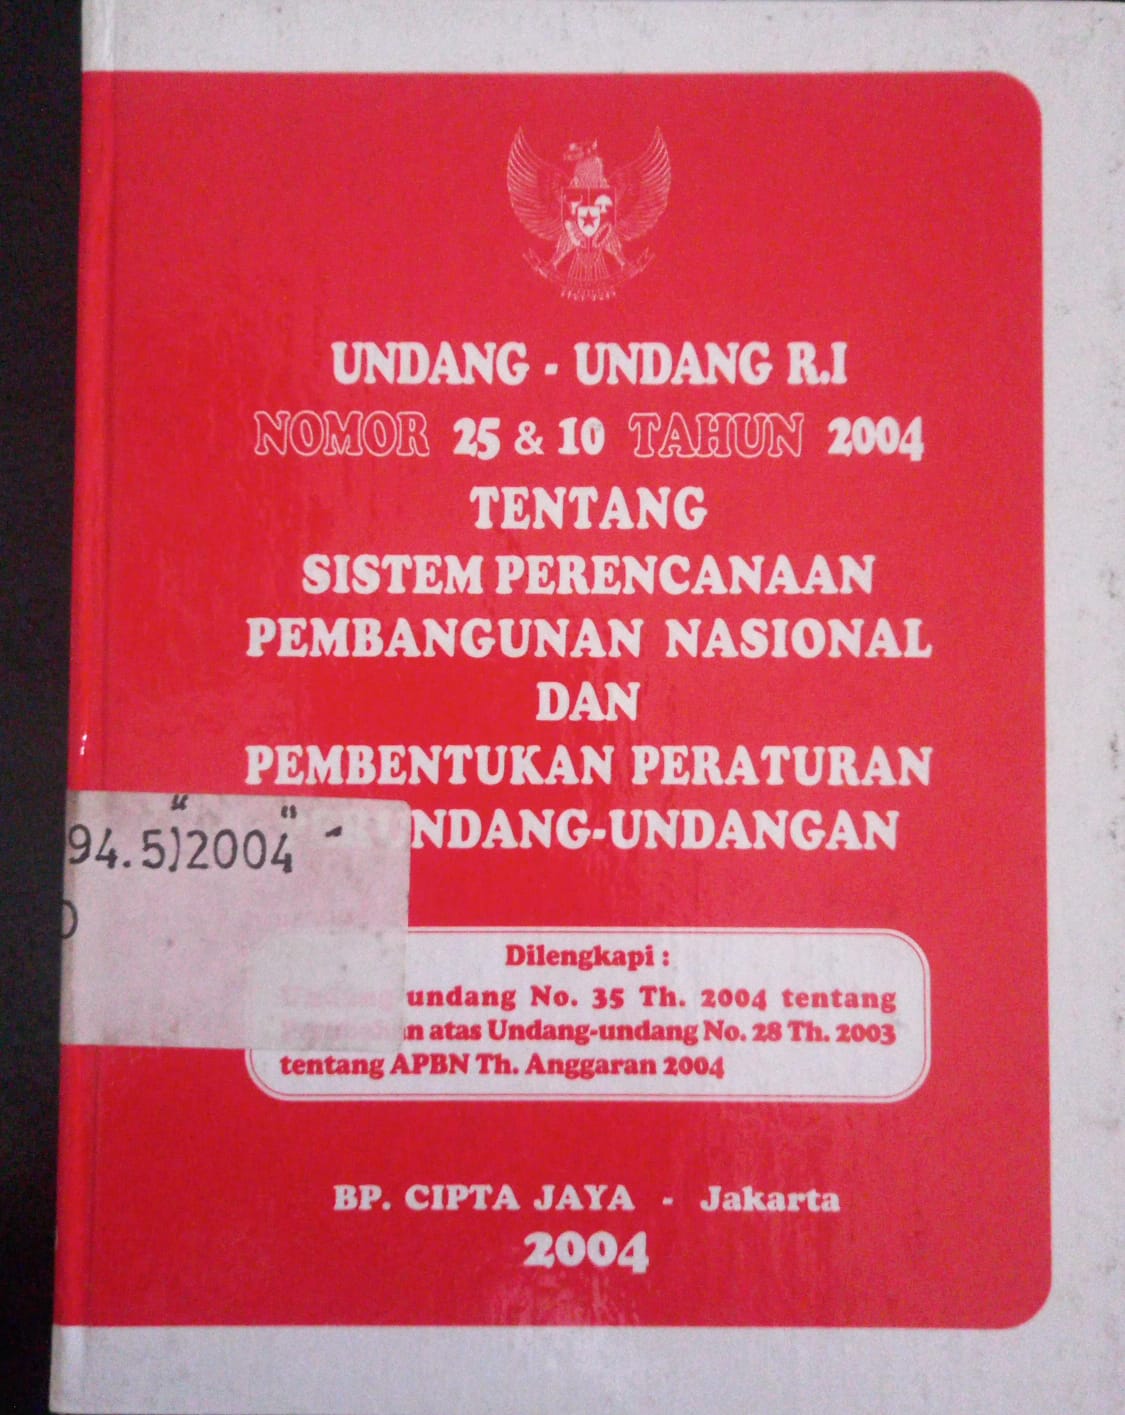 UNDANG - UNDANG R.I
NOMOR 25 & 10 TAHUN 2004
TENTANG
SISTEM PERENCANAAN
PEMBANGUNAN NASIONAL
DAN
PEMBENTUKAN PERATURAN
NDANG-UNDANGAN
94.5)"2004" -
Dilengkapi :
Undang undang No. 35 Th. 2004 tentang
Perubahan atas Undang-undang No. 28 Th. 2003
tentang APBN Th. Anggaran 2004
BP. CIPTA JAYA - Jakarta
2004